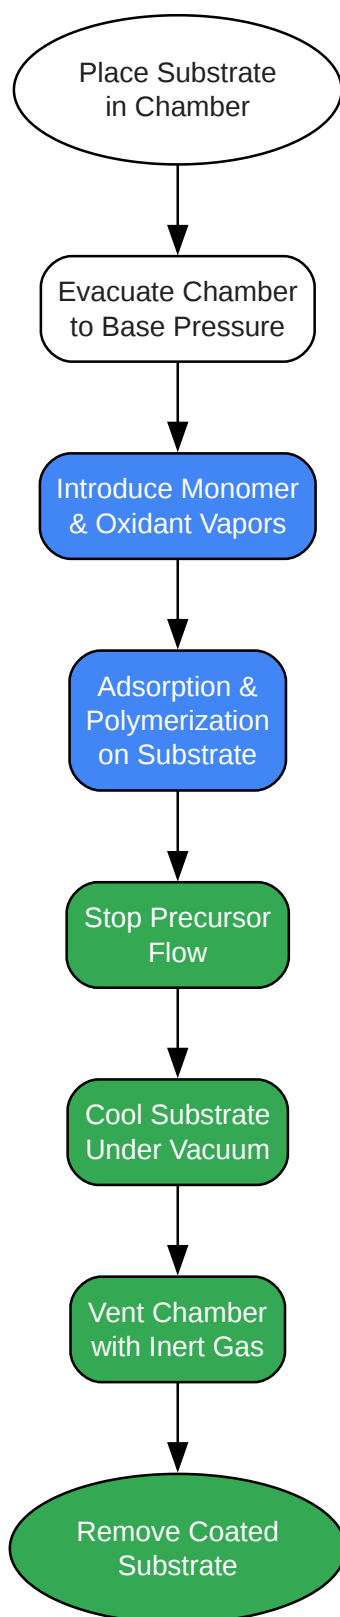 Place Substrate
in Chamber
Evacuate Chamber
to Base Pressure
Introduce Monomer
& Oxidant Vapors
Adsorption &
Polymerization
on Substrate
Stop Precursor
Flow
Cool Substrate
Under Vacuum
Vent Chamber
with Inert Gas
Remove Coated
Substrate